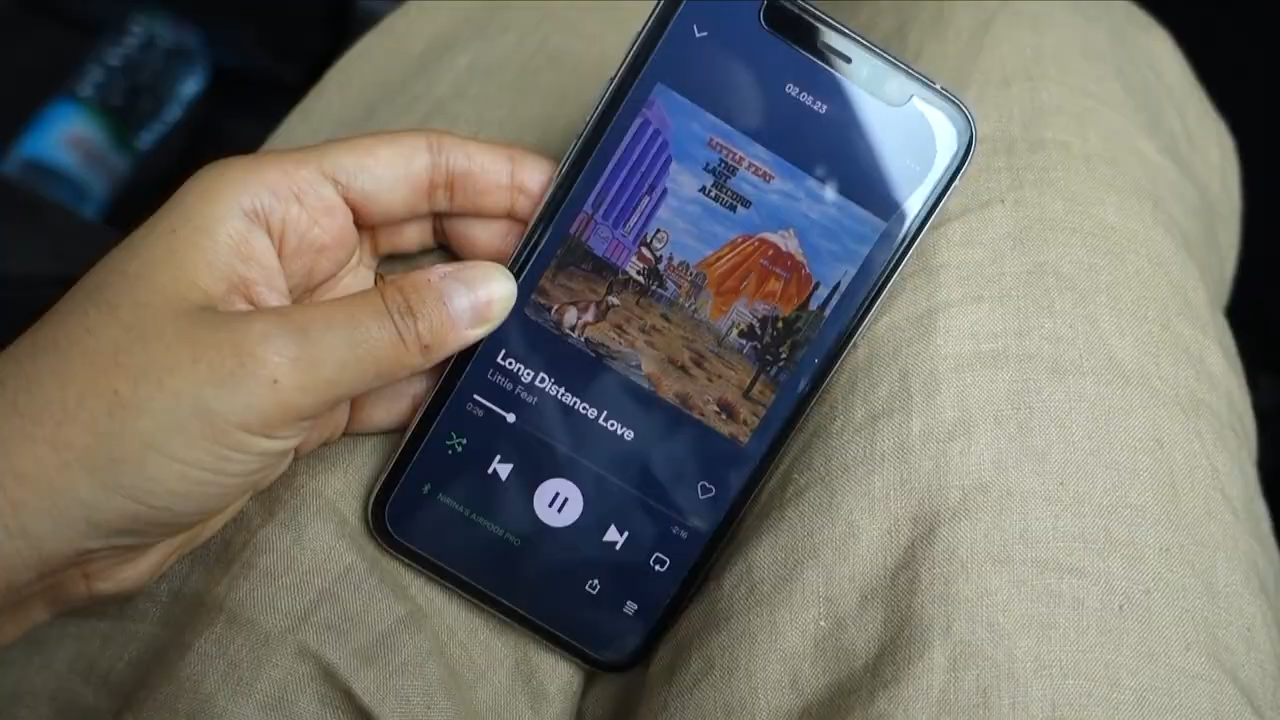 02.05.23
LITTLE FEAT
THE
LAST
RECORD
ALBUM
Long Distance Love
Little Feat
0:26
-2:16
NIRINA'S AIRPODS PRO